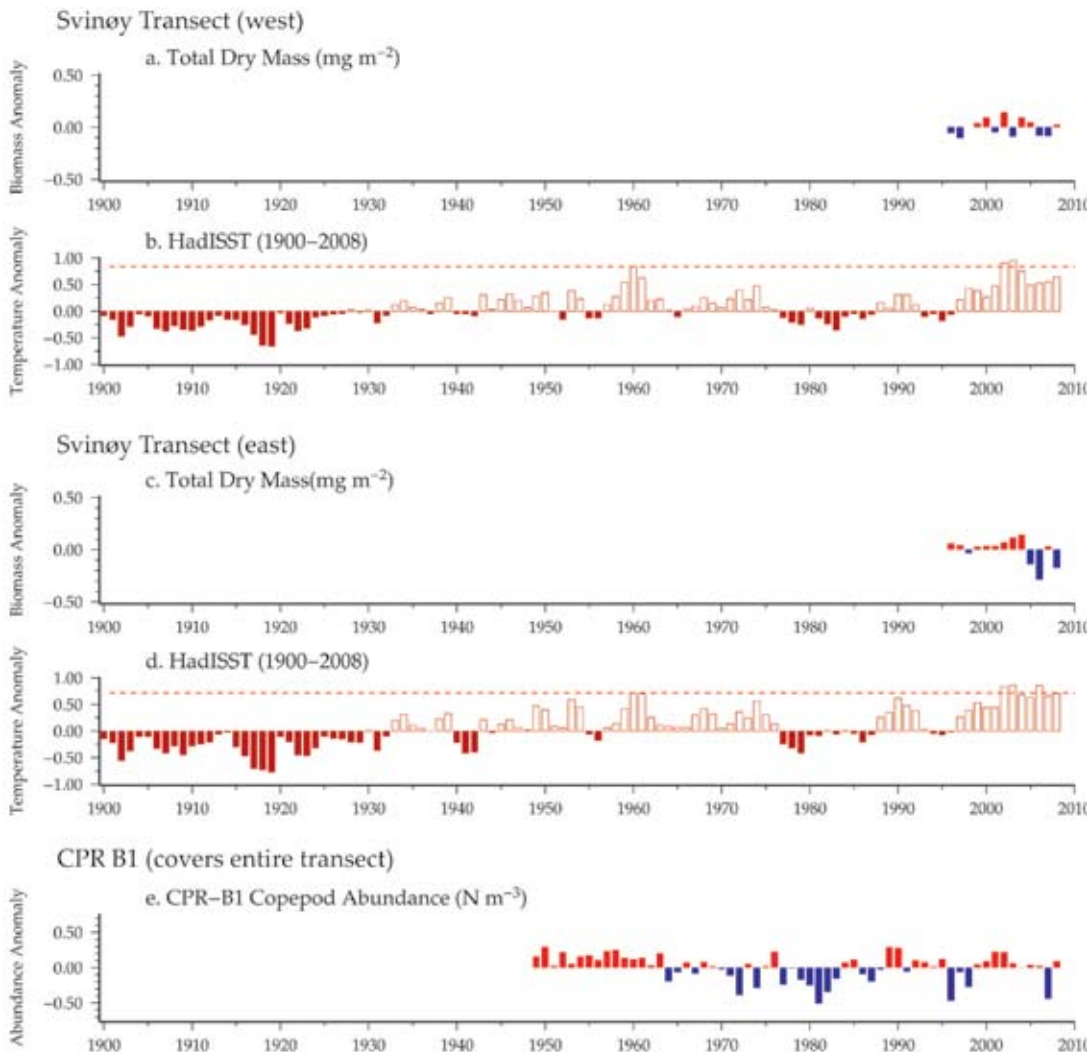 Svinøy Transect (west)
a. Total Dry Mass (mg m⁻²)
Biomass Anomaly
0.50
0.00
−0.50
1900 1910 1920 1930 1940 1950 1960 1970 1980 1990 2000 2010
b. HadISST (1900–2008)
Temperature Anomaly
1.00
0.50
0.00
−0.50
−1.00
1900 1910 1920 1930 1940 1950 1960 1970 1980 1990 2000 2010
Svinøy Transect (east)
c. Total Dry Mass(mg m⁻²)
Biomass Anomaly
0.50
0.00
−0.50
1900 1910 1920 1930 1940 1950 1960 1970 1980 1990 2000 2010
d. HadISST (1900–2008)
Temperature Anomaly
1.00
0.50
0.00
−0.50
−1.00
1900 1910 1920 1930 1940 1950 1960 1970 1980 1990 2000 2010
CPR B1 (covers entire transect)
e. CPR–B1 Copepod Abundance (N m⁻³)
Abundance Anomaly
0.50
0.00
−0.50
1900 1910 1920 1930 1940 1950 1960 1970 1980 1990 2000 2010